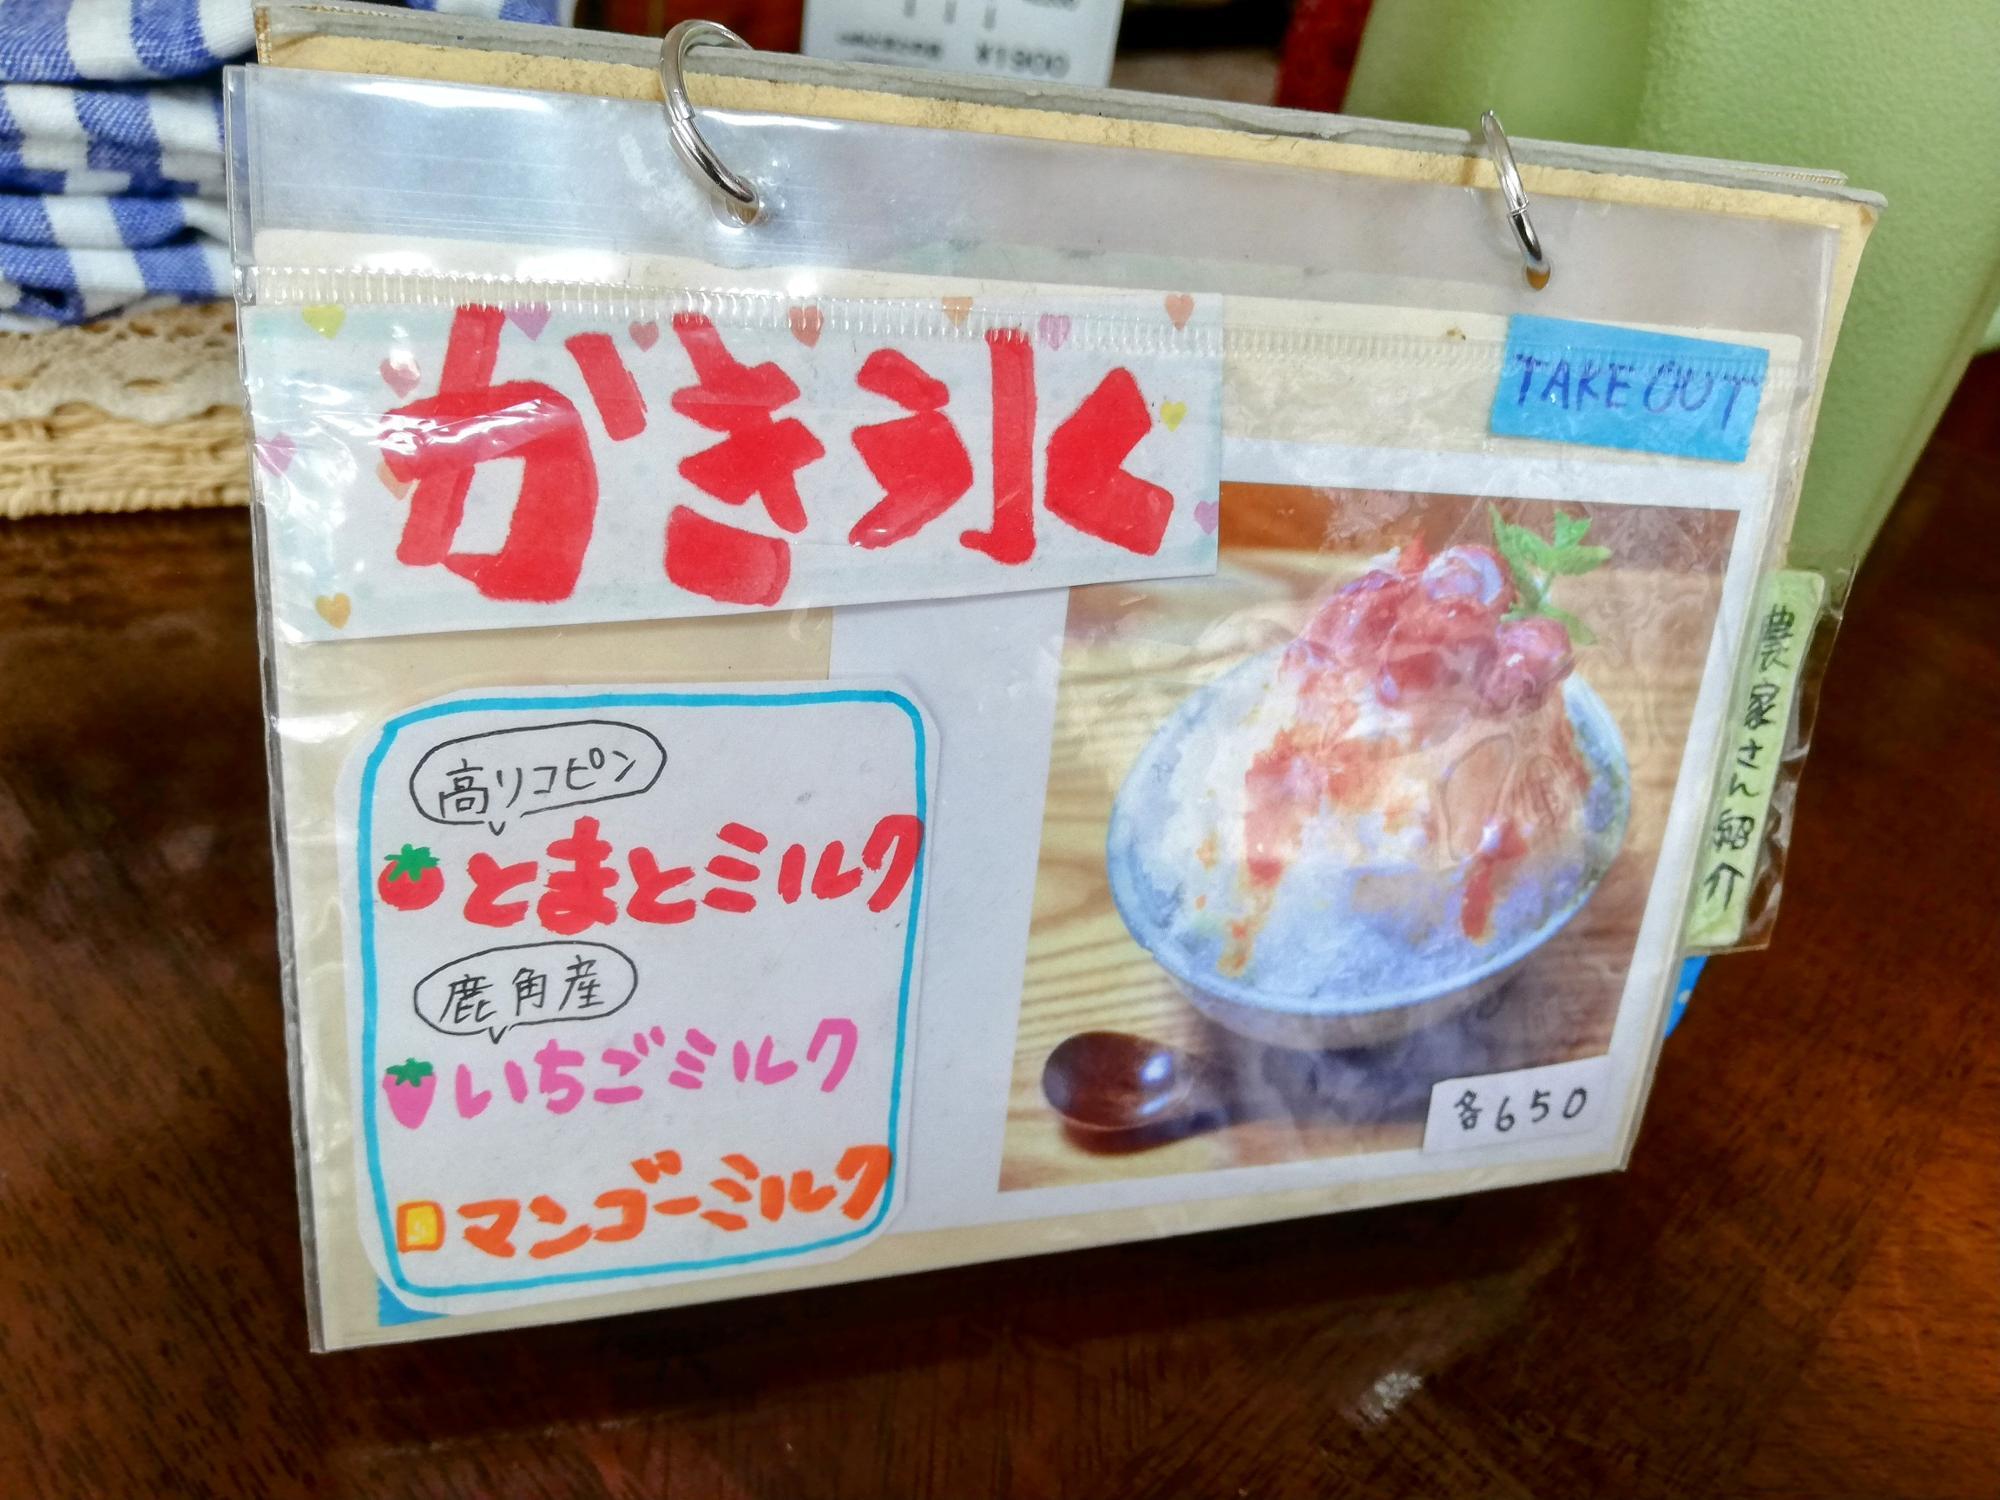 ¥1900
がき氷
TAKE OUT
高リコピン
とまとミルク
鹿角産
いちごミルク
マンゴーミルク
各650
農家さん紹介